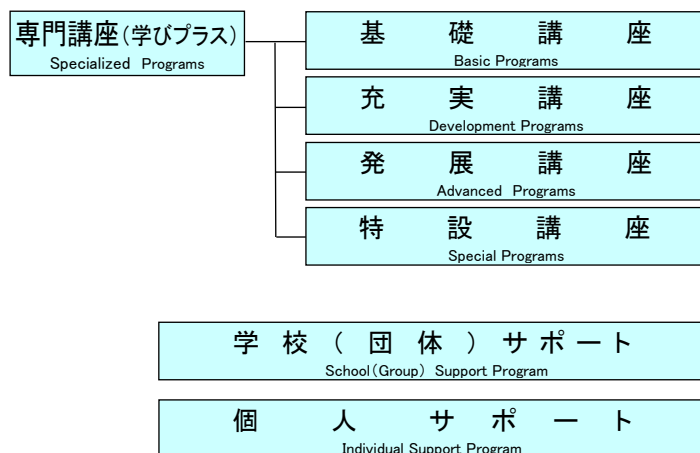 専門講座(学びプラス)
Specialized Programs
基礎講座
Basic Programs
充実講座
Development Programs
発展講座
Advanced Programs
特設講座
Special Programs
学校(団体)サポート
School(Group) Support Program
個人サポート
Individual Support Program